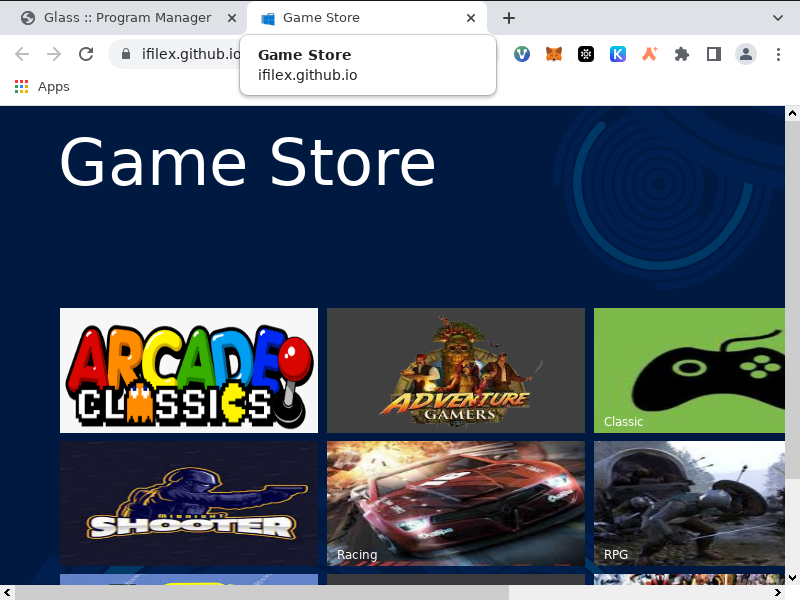 Glass :: Program Manager
Game Store
ifilex.github.io
Game Store
ifilex.github.io
Apps
Game Store
ARCADE
CLASSICS
ADVENTURE
GAMERS
Classic
MIDNIGHT
SHOOTER
Racing
RPG